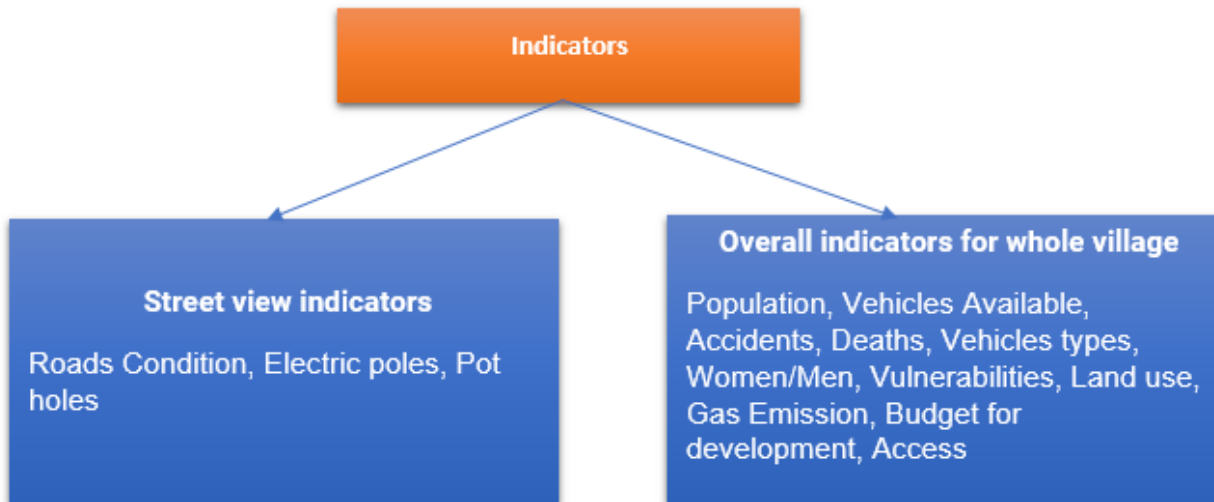 Indicators
Street view indicators
Roads Condition, Electric poles, Pot
holes
Overall indicators for whole village
Population, Vehicles Available,
Accidents, Deaths, Vehicles types,
Women/Men, Vulnerabilities, Land use,
Gas Emission, Budget for
development, Access